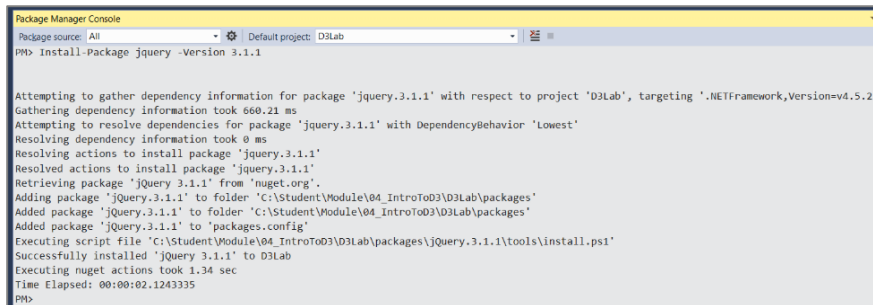 Package Manager Console
Package source: All Default project: D3Lab
PM> Install-Package jquery -Version 3.1.1
Attempting to gather dependency information for package 'jquery.3.1.1' with respect to project 'D3Lab', targeting '.NETFramework,Version=v4.5.2
Gathering dependency information took 660.21 ms
Attempting to resolve dependencies for package 'jquery.3.1.1' with DependencyBehavior 'Lowest'
Resolving dependency information took 0 ms
Resolving actions to install package 'jquery.3.1.1'
Resolved actions to install package 'jquery.3.1.1'
Retrieving package 'jQuery 3.1.1' from 'nuget.org'.
Adding package 'jQuery.3.1.1' to folder 'C:\Student\Module\04_IntroToD3\D3Lab\packages'
Added package 'jQuery.3.1.1' to folder 'C:\Student\Module\04_IntroToD3\D3Lab\packages'
Added package 'jQuery.3.1.1' to 'packages.config'
Executing script file 'C:\Student\Module\04_IntroToD3\D3Lab\packages\jQuery.3.1.1\tools\install.ps1'
Successfully installed 'jQuery 3.1.1' to D3Lab
Executing nuget actions took 1.34 sec
Time Elapsed: 00:00:02.1243335
PM>